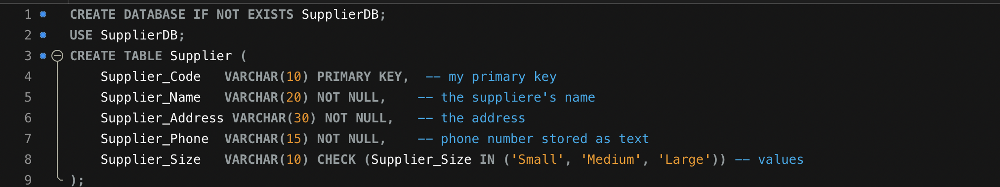 1 CREATE DATABASE IF NOT EXISTS SupplierDB;
2 USE SupplierDB;
3 CREATE TABLE Supplier (
4 Supplier_Code VARCHAR(10) PRIMARY KEY, -- my primary key
5 Supplier_Name VARCHAR(20) NOT NULL, -- the suppliere's name
6 Supplier_Address VARCHAR(30) NOT NULL, -- the address
7 Supplier_Phone VARCHAR(15) NOT NULL, -- phone number stored as text
8 Supplier_Size VARCHAR(10) CHECK (Supplier_Size IN ('Small', 'Medium', 'Large')) -- values
9 );